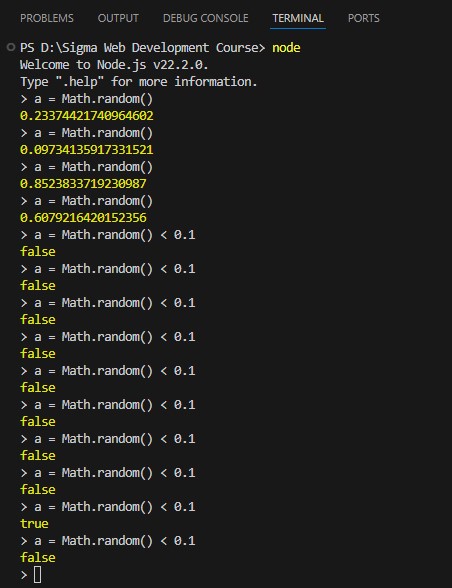 PROBLEMS OUTPUT DEBUG CONSOLE TERMINAL PORTS
PS D:\Sigma Web Development Course> node
Welcome to Node.js v22.2.0.
Type ".help" for more information.
> a = Math.random()
0.23374421740964602
> a = Math.random()
0.09734135917331521
> a = Math.random()
0.8523833719230987
> a = Math.random()
0.6079216420152356
> a = Math.random() < 0.1
false
> a = Math.random() < 0.1
false
> a = Math.random() < 0.1
false
> a = Math.random() < 0.1
false
> a = Math.random() < 0.1
false
> a = Math.random() < 0.1
false
> a = Math.random() < 0.1
false
> a = Math.random() < 0.1
false
> a = Math.random() < 0.1
true
> a = Math.random() < 0.1
false
>